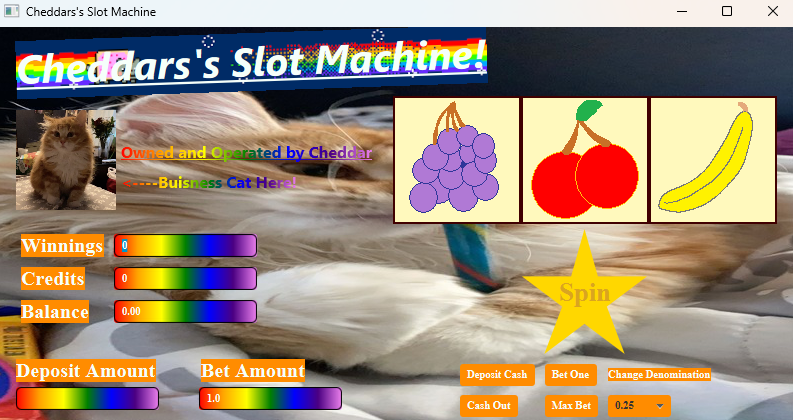 Cheddars's Slot Machine
Cheddars's Slot Machine!
Owned and Operated by Cheddar
<-----Buisness Cat Here!
Winnings 0
Credits 0
Balance 0.00
Spin
Deposit Amount
Bet Amount
1.0
Deposit Cash Bet One Change Denomination
Cash Out Max Bet 0.25